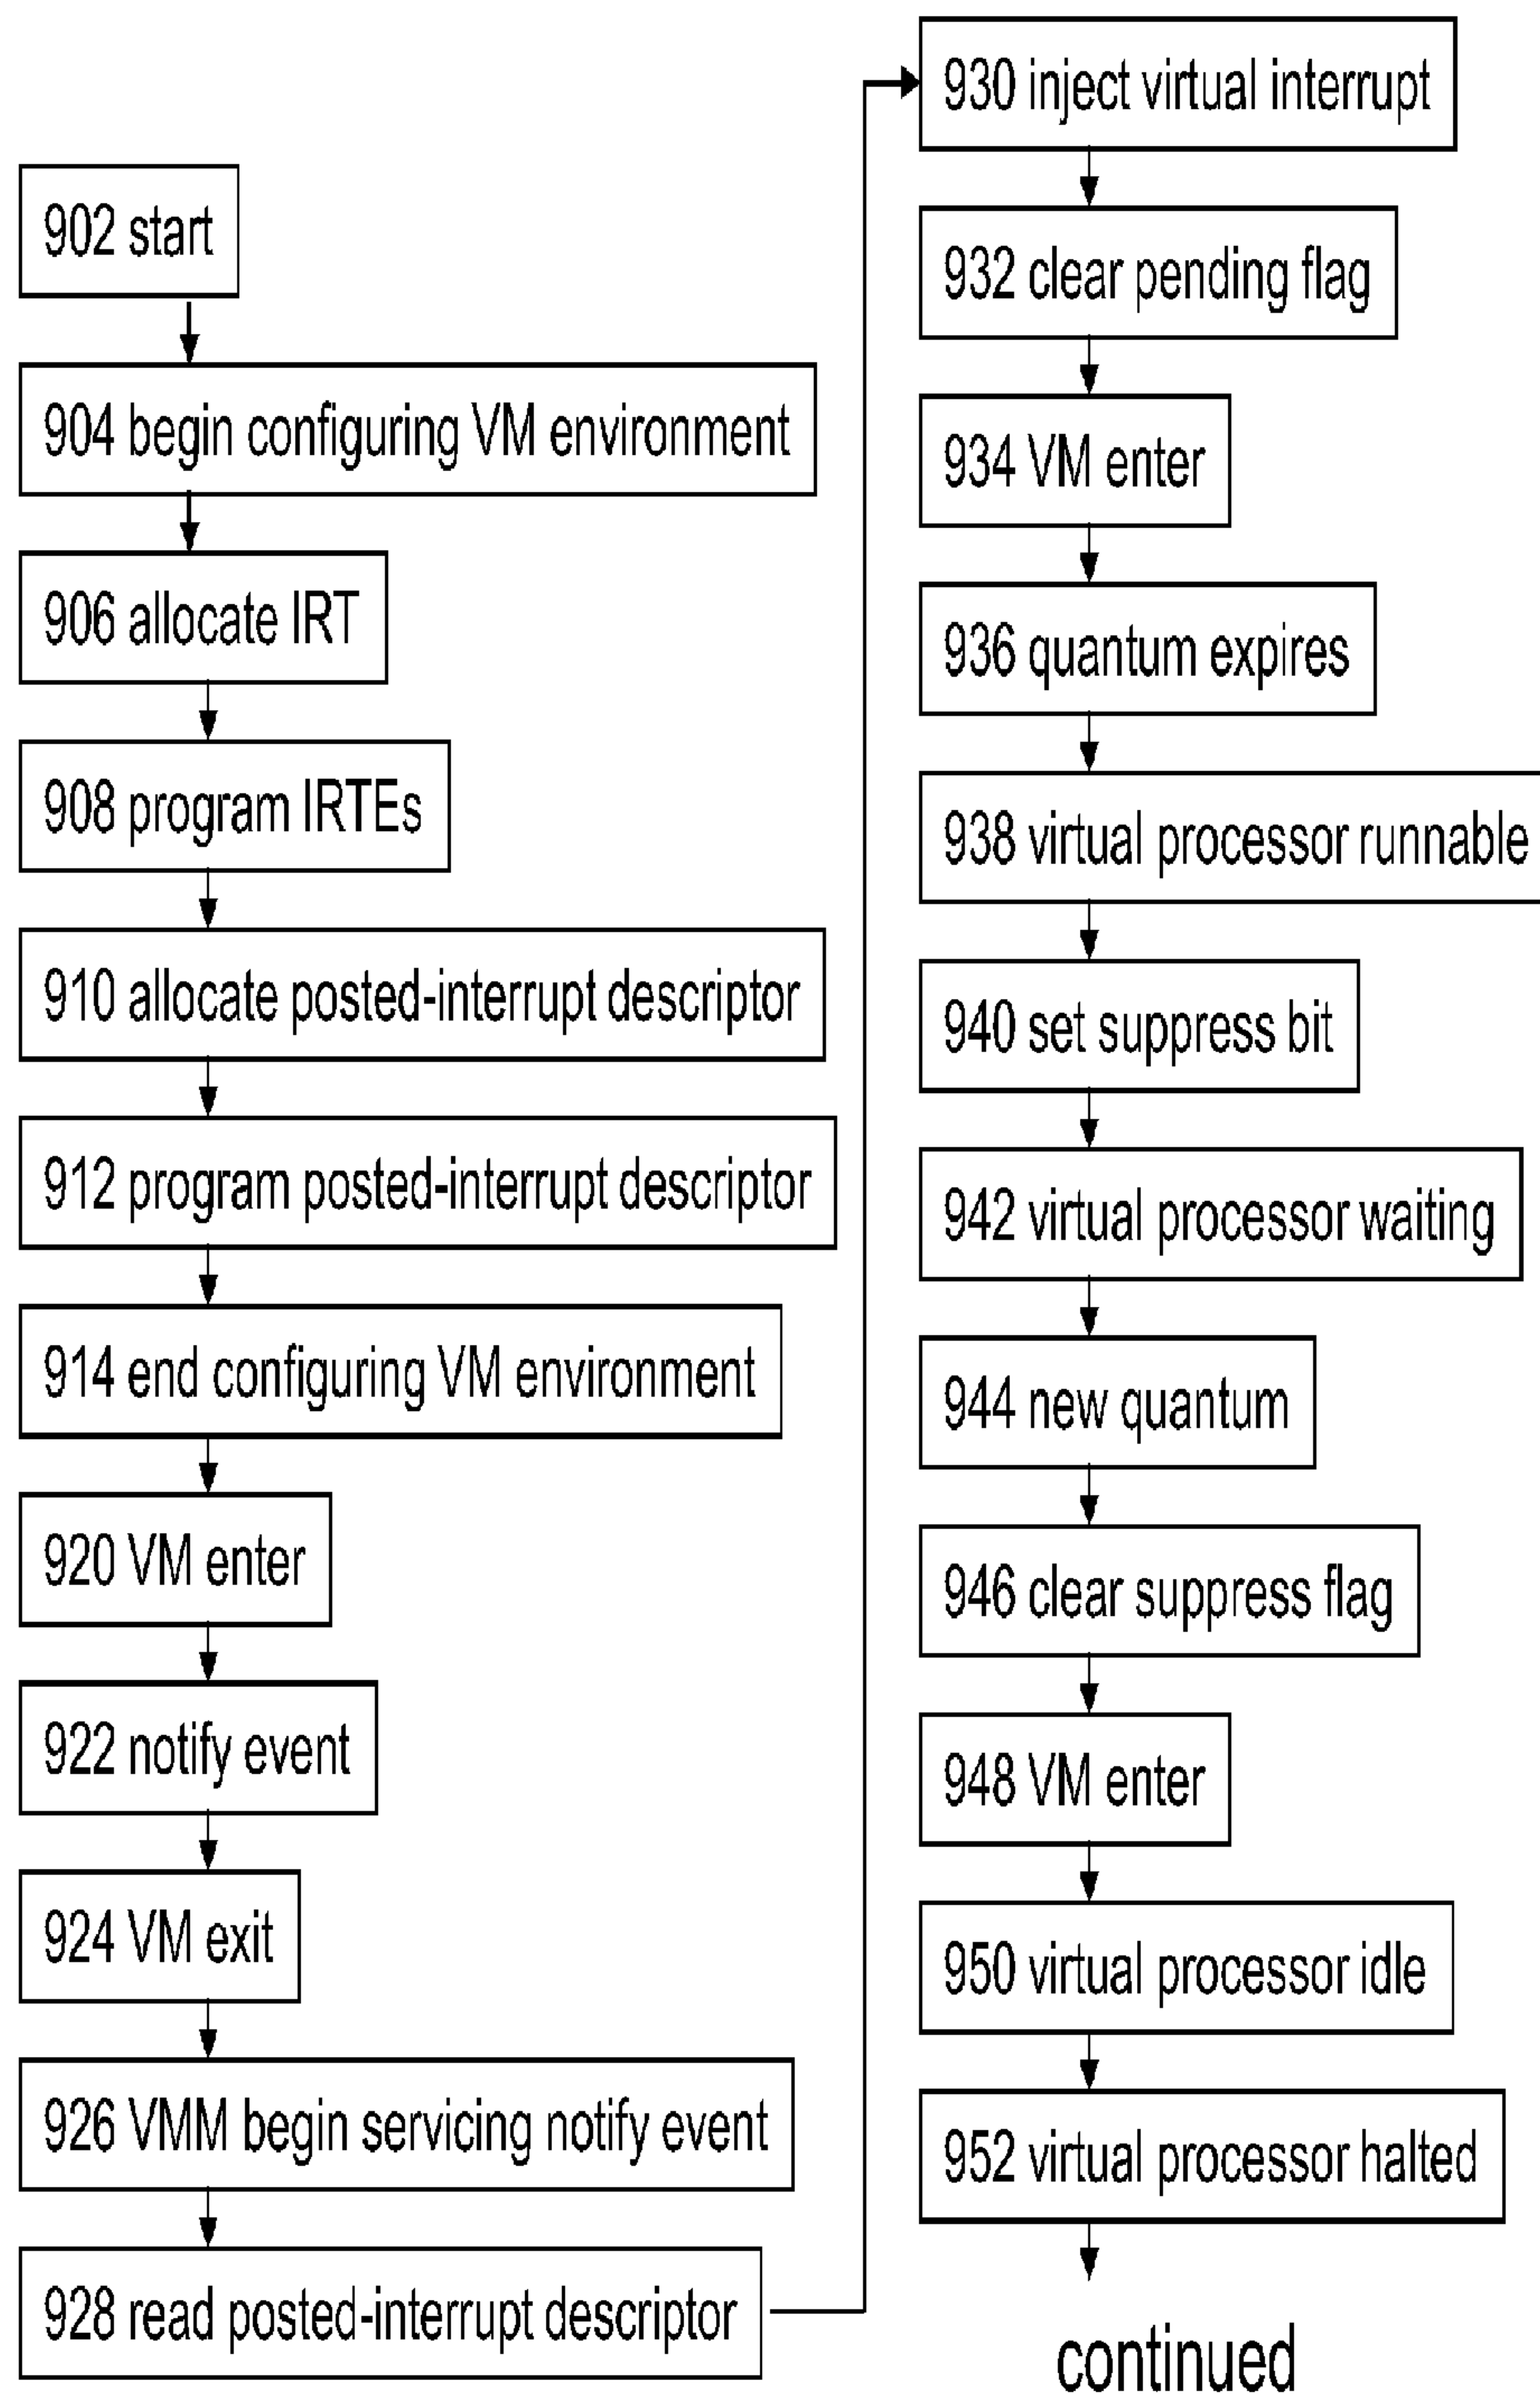 902 start
904 begin configuring VM environment
906 allocate IRT
908 program IRTEs
910 allocate posted-interrupt descriptor
912 program posted-interrupt descriptor
914 end configuring VM environment
920 VM enter
922 notify event
924 VM exit
926 VMM begin servicing notify event
928 read posted-interrupt descriptor
930 inject virtual interrupt
932 clear pending flag
934 VM enter
936 quantum expires
938 virtual processor runnable
940 set suppress bit
942 virtual processor waiting
944 new quantum
946 clear suppress flag
948 VM enter
950 virtual processor idle
952 virtual processor halted
continued